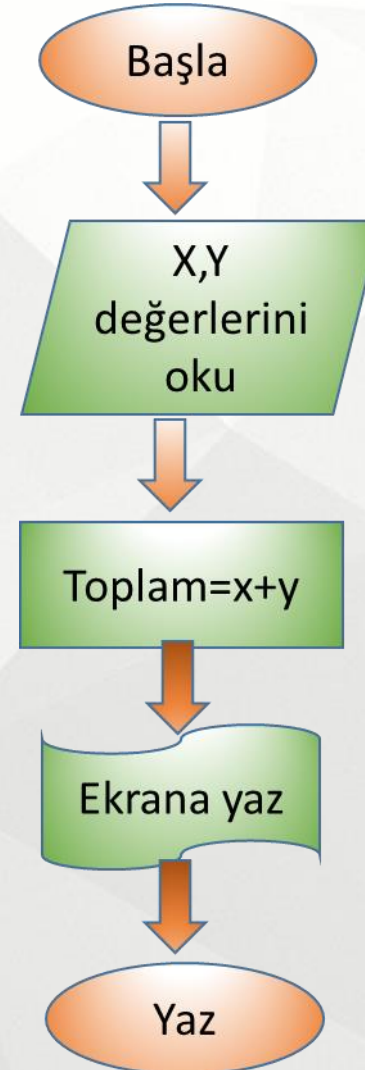 Başla
X,Y
değerlerini
oku
Toplam=x+y
Ekrana yaz
Yaz